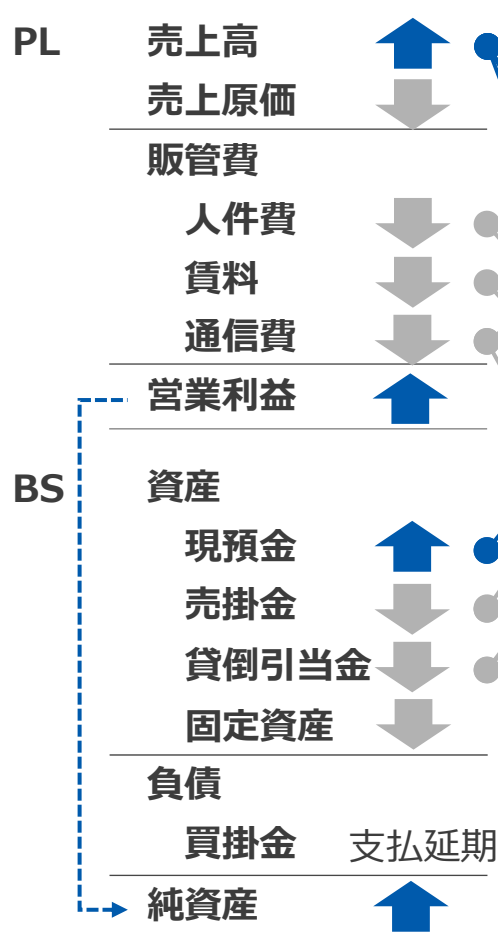 PL 売上高
売上原価
販管費
人件費
賃料
通信費
営業利益
BS 資産
現預金
売掛金
貸倒引当金
固定資産
負債
買掛金 支払延期
純資産